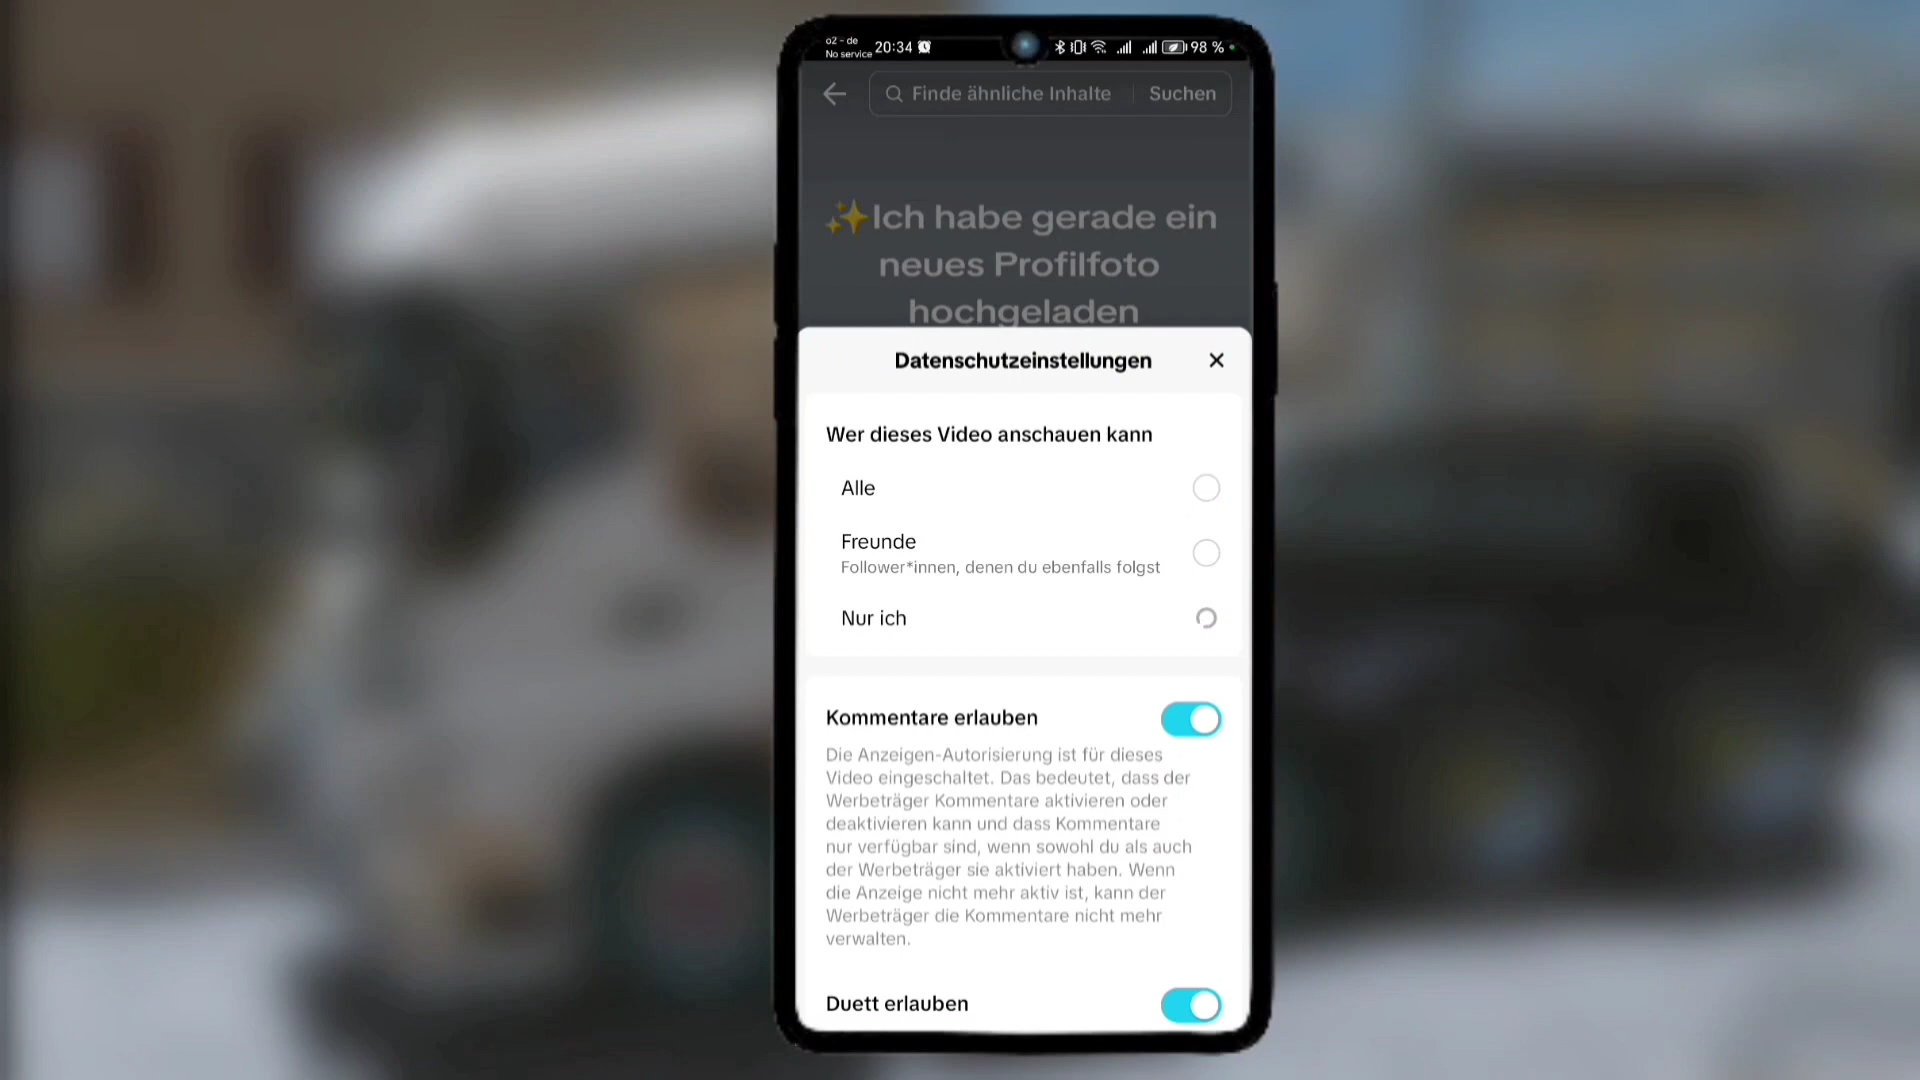 o2 - de
No service
20:34
98 %
Finde ähnliche Inhalte
Suchen
✨Ich habe gerade ein
neues Profilfoto
hochgeladen
Datenschutzeinstellungen
Wer dieses Video anschauen kann
Alle
Freunde
Follower*innen, denen du ebenfalls folgst
Nur ich
Kommentare erlauben
Die Anzeigen-Autorisierung ist für dieses
Video eingeschaltet. Das bedeutet, dass der
Werbeträger Kommentare aktivieren oder
deaktivieren kann und dass Kommentare
nur verfügbar sind, wenn sowohl du als auch
der Werbeträger sie aktiviert haben. Wenn
die Anzeige nicht mehr aktiv ist, kann der
Werbeträger die Kommentare nicht mehr
verwalten.
Duett erlauben